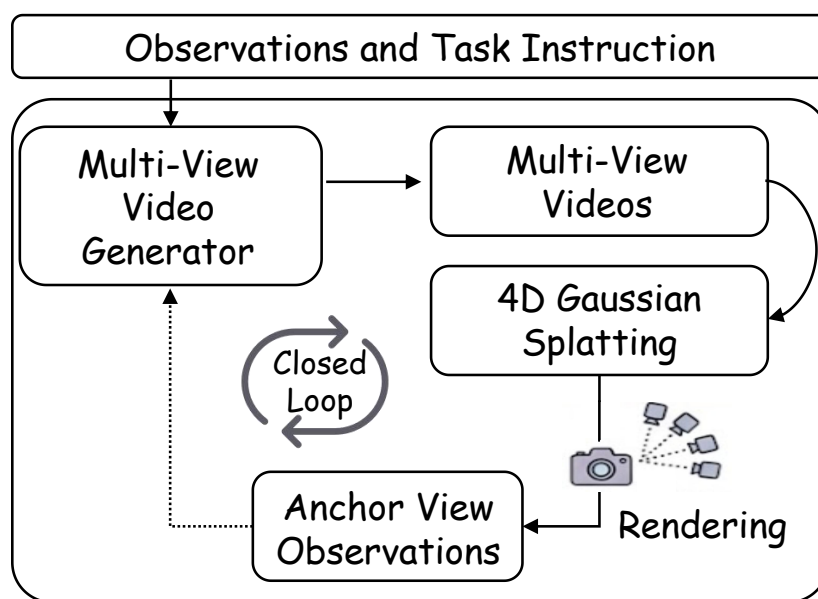 Observations and Task Instruction
Multi-View
Video
Generator
Multi-View
Videos
4D Gaussian
Splatting
Closed
Loop
Rendering
Anchor View
Observations